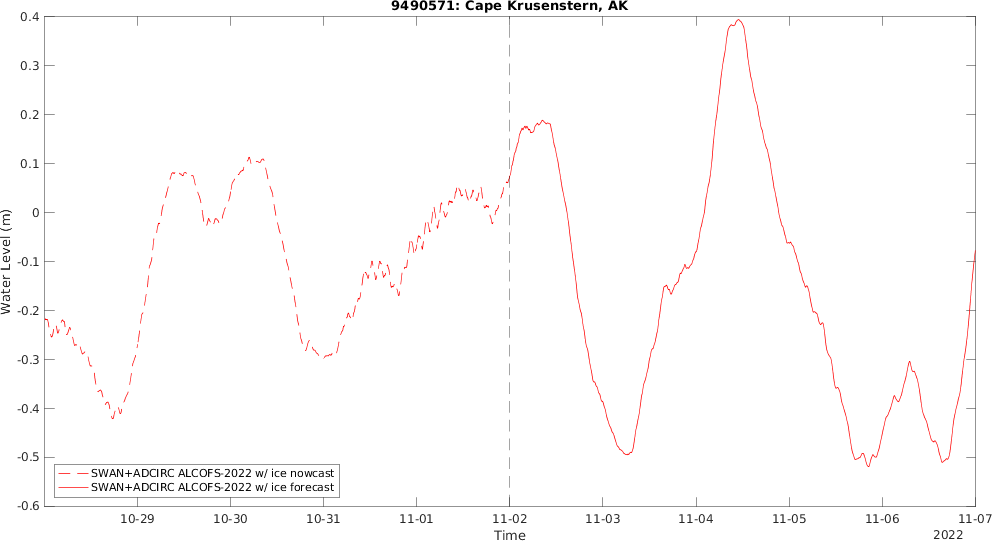 9490571: Cape Krusenstern, AK
0.4
0.3
0.2
0.1
0
-0.1
-0.2
-0.3
-0.4
-0.5
-0.6
Water Level (m)
SWAN+ADCIRC ALCOFS-2022 w/ ice nowcast
SWAN+ADCIRC ALCOFS-2022 w/ ice forecast
10-29 10-30 10-31 11-01 11-02 11-03 11-04 11-05 11-06 11-07
Time
2022